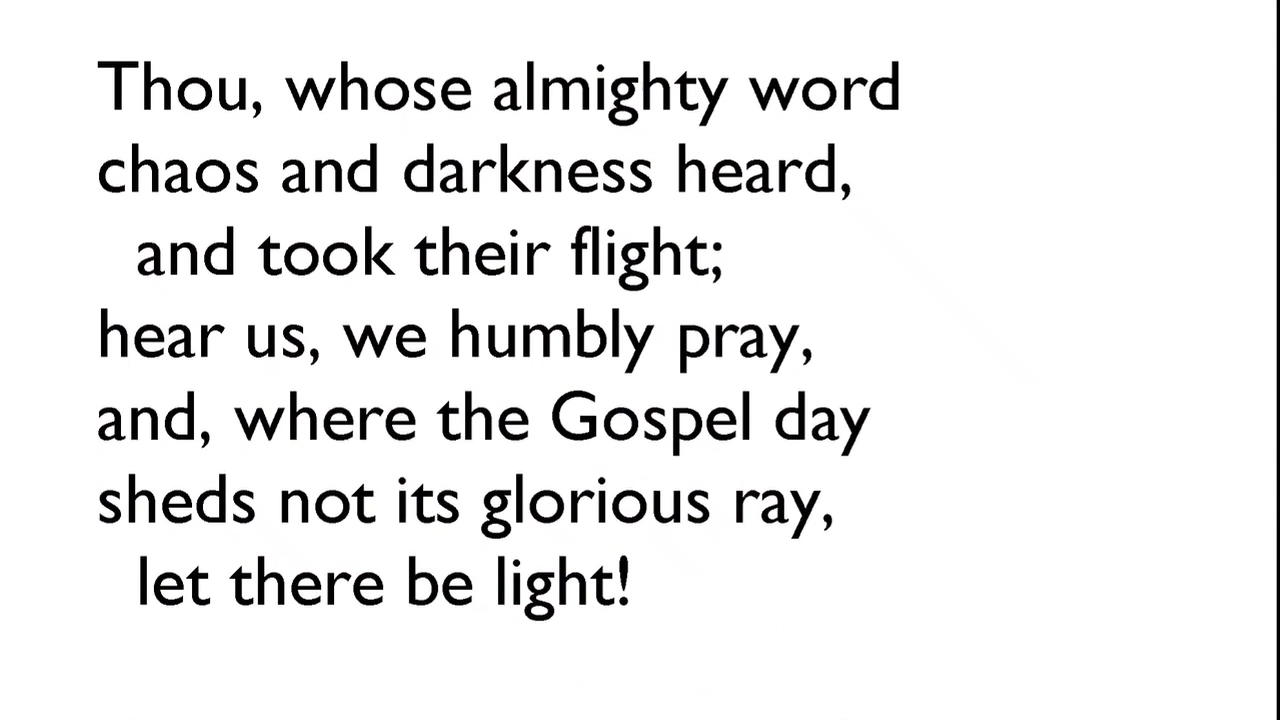 Thou, whose almighty word
chaos and darkness heard,
and took their flight;
hear us, we humbly pray,
and, where the Gospel day
sheds not its glorious ray,
let there be light!